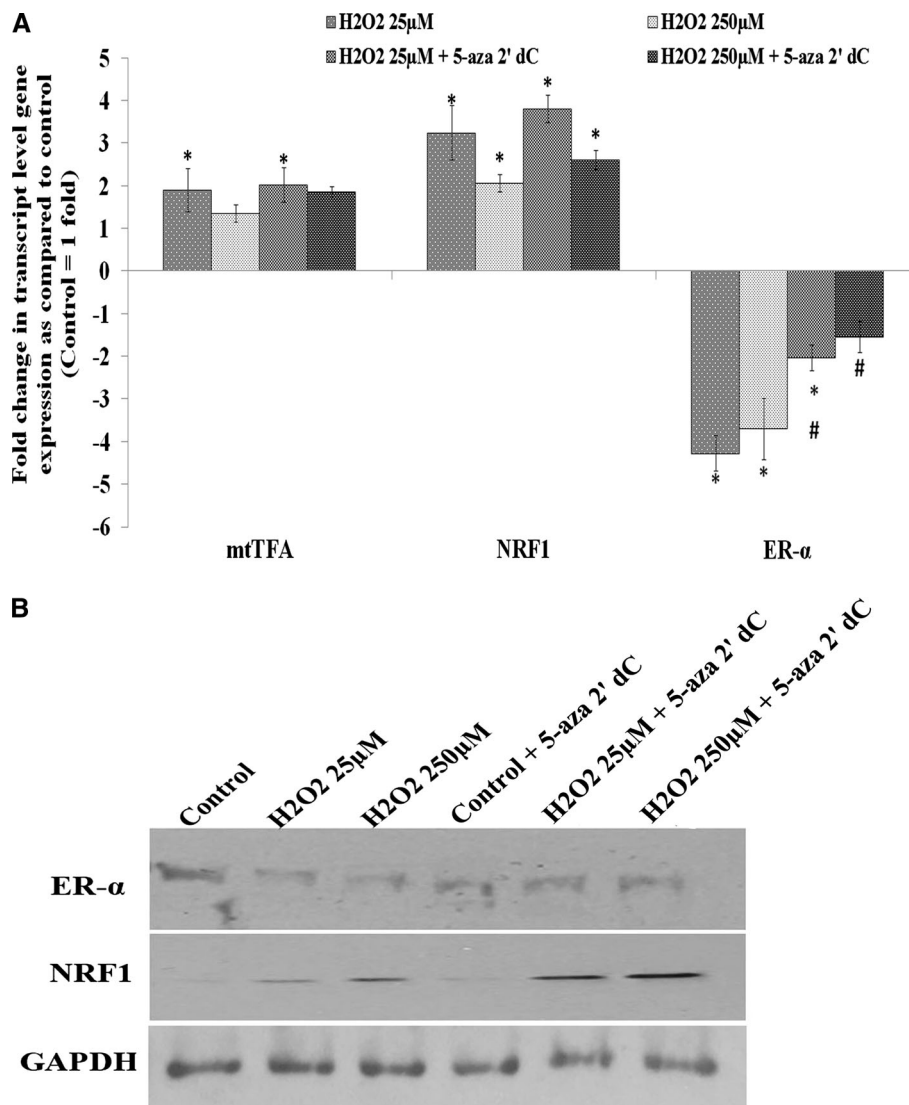 A
H2O2 25µM
H2O2 250µM
H2O2 25µM + 5-aza 2' dC
H2O2 250µM + 5-aza 2' dC
Fold change in transcript level gene
expression as compared to control
(Control = 1 fold)
5
4
3
2
1
0
-1
-2
-3
-4
-5
-6
*
*
*
*
*
*
*
*
*
#
#
mtTFA
NRF1
ER-α
B
Control
H2O2 25µM
H2O2 250µM
Control + 5-aza 2' dC
H2O2 25µM + 5-aza 2' dC
H2O2 250µM + 5-aza 2' dC
ER-α
NRF1
GAPDH